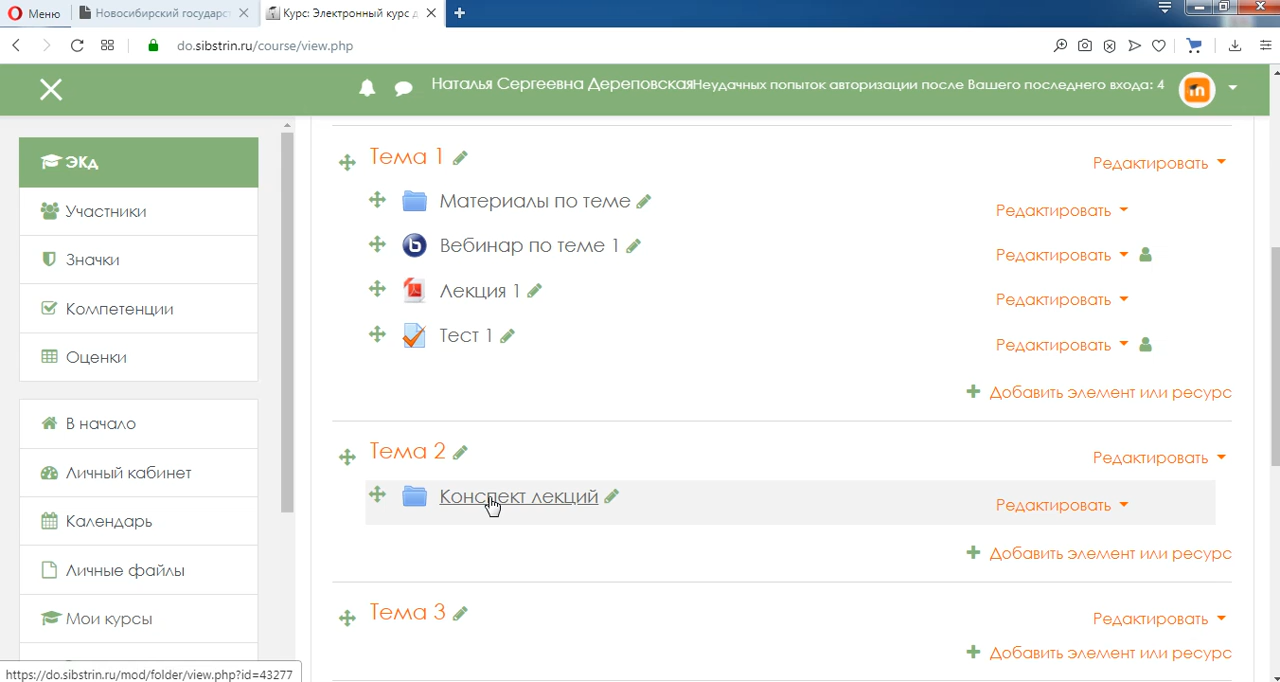 Меню
Новосибирский государст
Курс: Электронный курс д
do.sibstrin.ru/course/view.php
Наталья Сергеевна Дереповская Неудачных попыток авторизации после Вашего последнего входа: 4
ЭКд
Участники
Значки
Компетенции
Оценки
В начало
Личный кабинет
Календарь
Личные файлы
Мои курсы
Тема 1
Редактировать
Материалы по теме
Редактировать
Вебинар по теме 1
Редактировать
Лекция 1
Редактировать
Тест 1
Редактировать
Добавить элемент или ресурс
Тема 2
Редактировать
Конспект лекций
Редактировать
Добавить элемент или ресурс
Тема 3
Редактировать
Добавить элемент или ресурс
https://do.sibstrin.ru/mod/folder/view.php?id=43277